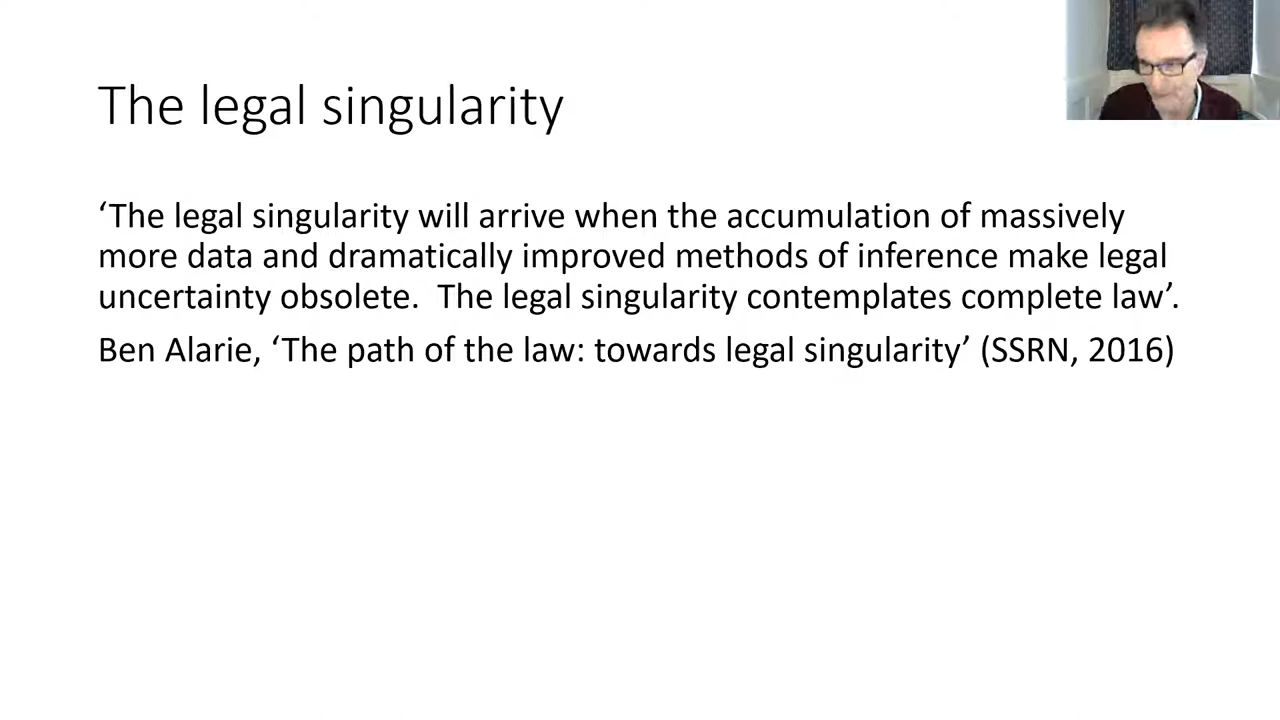 The legal singularity
‘The legal singularity will arrive when the accumulation of massively
more data and dramatically improved methods of inference make legal
uncertainty obsolete.  The legal singularity contemplates complete law’.
Ben Alarie, ‘The path of the law: towards legal singularity’ (SSRN, 2016)